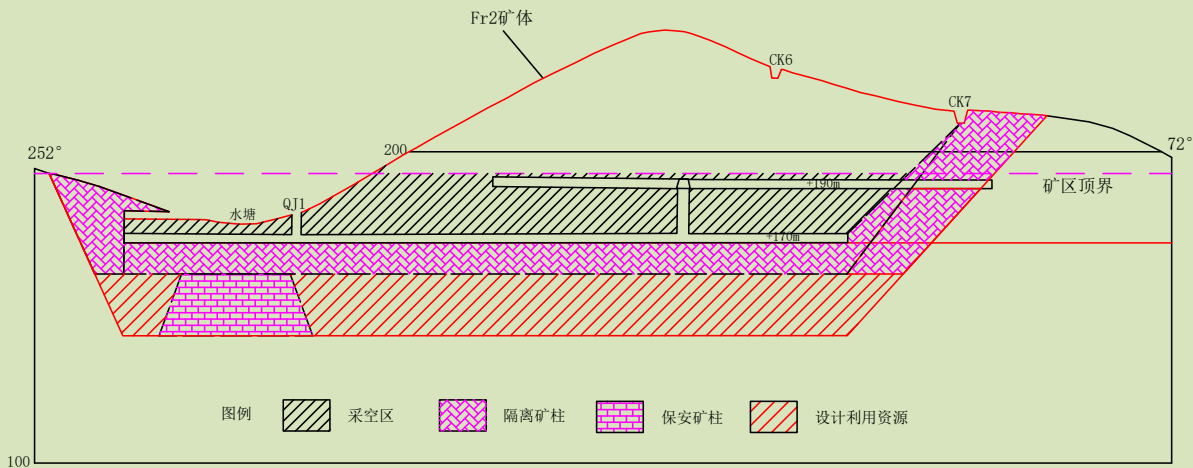 Fr2矿体
CK6
CK7
200
252°
72°
+190m
矿区顶界
QJ1
水塘
+170m
图例
采空区
隔离矿柱
保安矿柱
设计利用资源
100